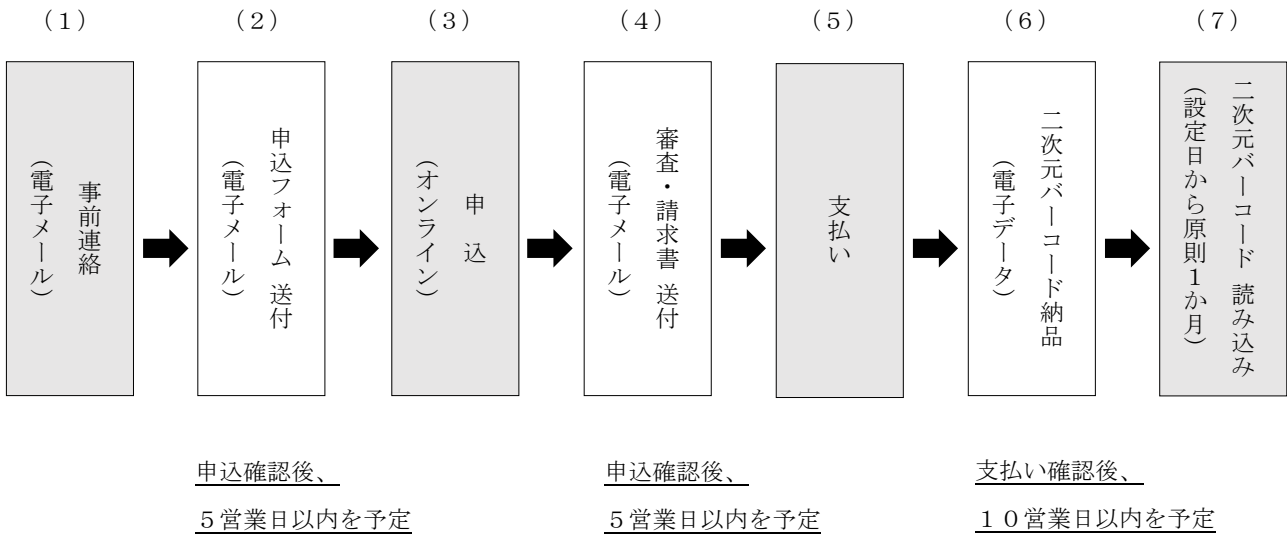 (1)
(2)
(3)
(4)
(5)
(6)
(7)
事前連絡
(電子メール)
申込フォーム 送付
(電子メール)
申 込
(オンライン)
審査・請求書 送付
(電子メール)
支払い
二次元バーコード納品
(電子データ)
二次元バーコード 読み込み
(設定日から原則1か月)
申込確認後、
5営業日以内を予定
申込確認後、
5営業日以内を予定
支払い確認後、
10営業日以内を予定